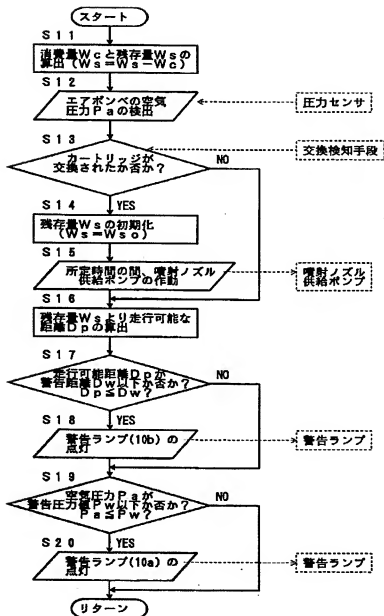 スタート
S11
消費量Wcと残存量Wsの
算出 (Ws=Ws-Wc)
S12
エアボンベの空気
圧力Paの検出
圧力センサ
S13
カートリッジが
交換されたか否か?
交換検知手段
NO
YES
S14
残存量Wsの初期化
(Ws=Wso)
S15
所定時間の間、噴射ノズル
供給ポンプの作動
噴射ノズル
供給ポンプ
S16
残存量Wsより走行可能な
距離Dpの算出
S17
走行可能距離Dpが
警告距離Dw以下か否か?
Dp≦Dw?
NO
YES
S18
警告ランプ(10b)の
点灯
警告ランプ
S19
空気圧力Paが
警告圧力値Pw以下か否か?
Pa≦Pw?
NO
YES
S20
警告ランプ(10a)の
点灯
警告ランプ
リターン